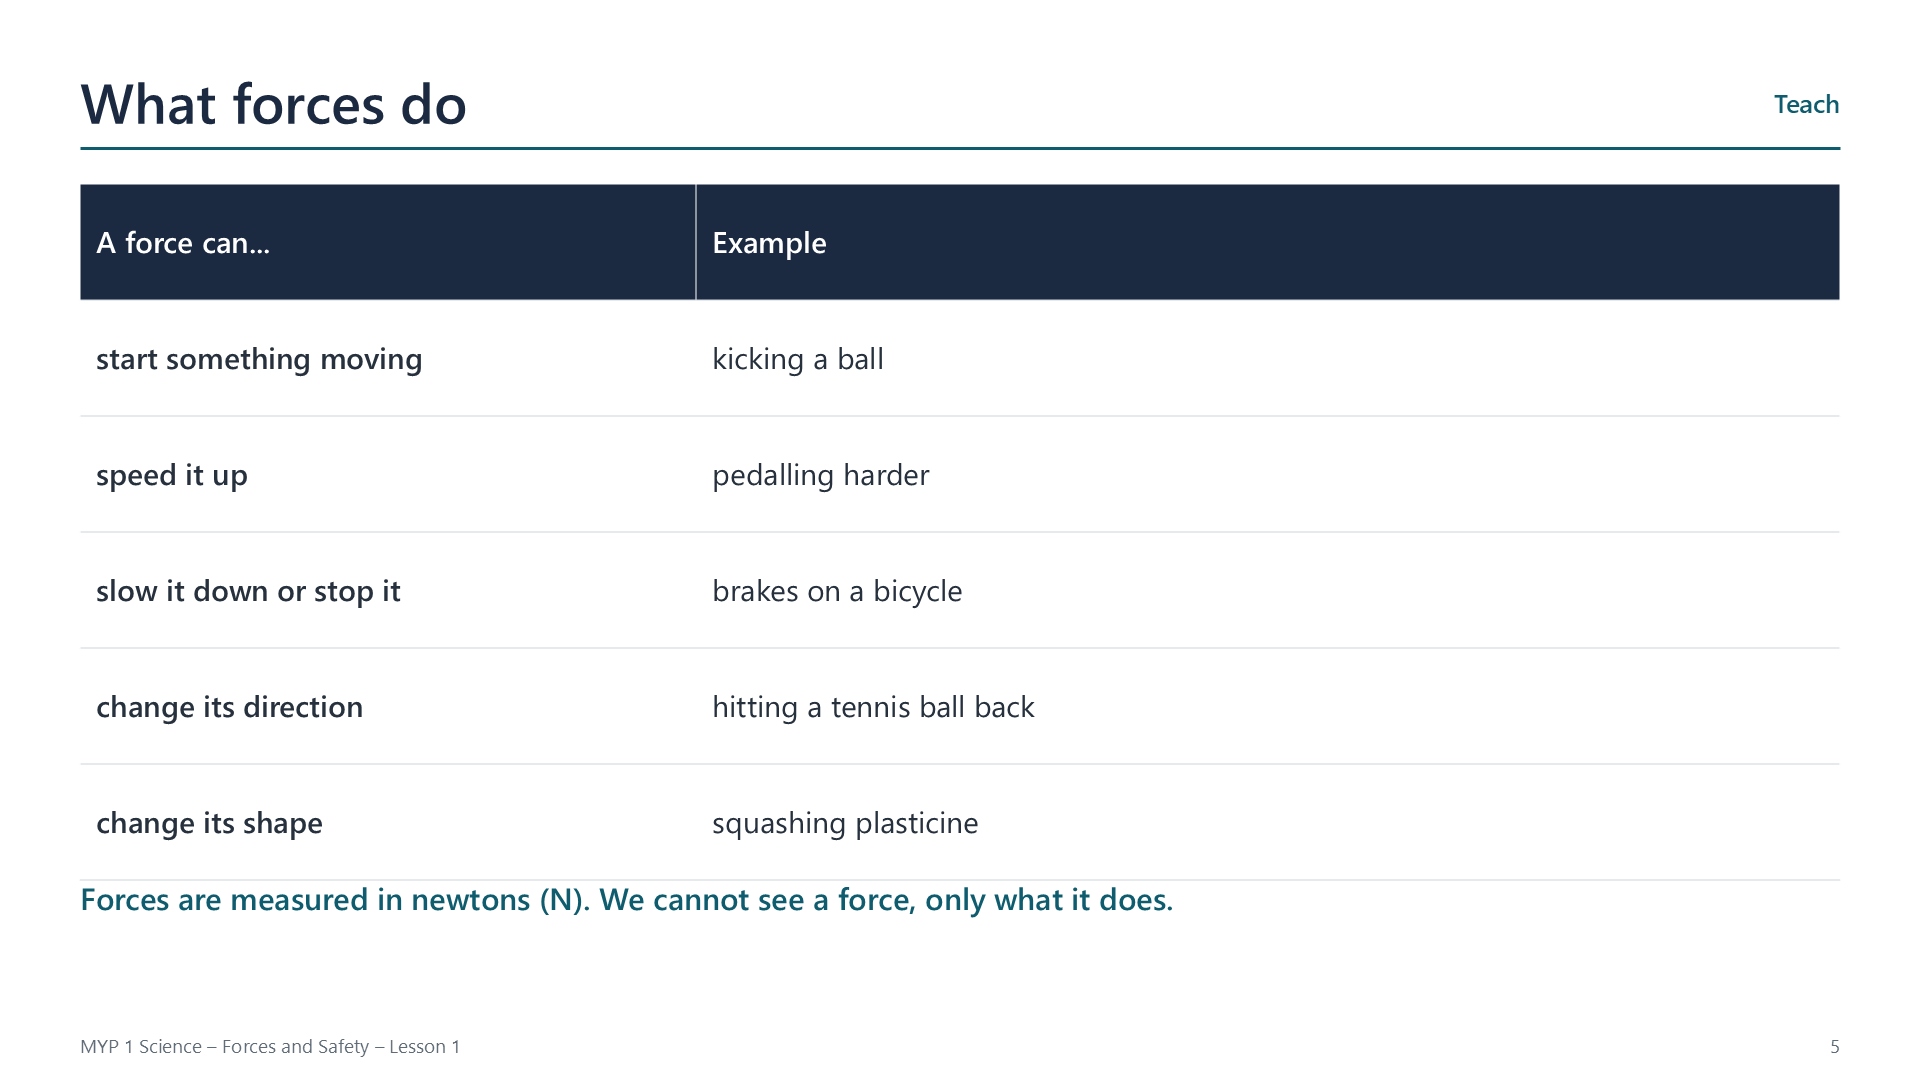 What forces do
Teach
A force can...
Example
start something moving
kicking a ball
speed it up
pedalling harder
slow it down or stop it
brakes on a bicycle
change its direction
hitting a tennis ball back
change its shape
squashing plasticine
Forces are measured in newtons (N). We cannot see a force, only what it does.
MYP 1 Science – Forces and Safety – Lesson 1
5